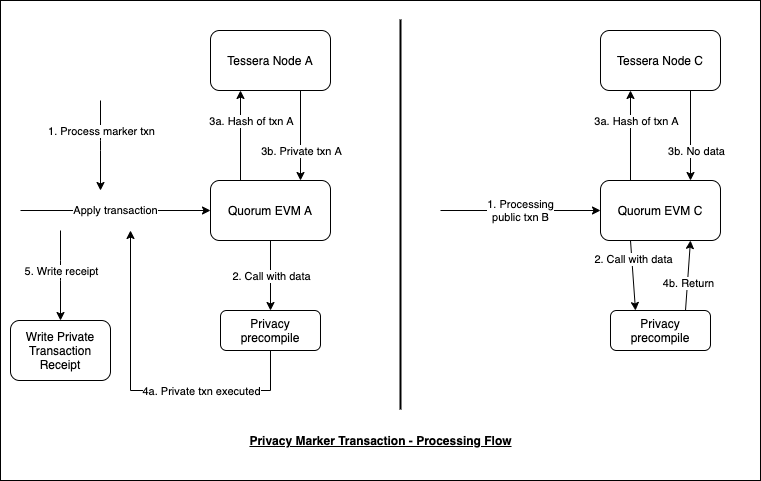 Tessera Node A
3a. Hash of txn A
3b. Private txn A
1. Process marker txn
Apply transaction
Quorum EVM A
5. Write receipt
2. Call with data
Write Private
Transaction
Receipt
Privacy
precompile
4a. Private txn executed
Tessera Node C
3a. Hash of txn A
3b. No data
1. Processing
public txn B
Quorum EVM C
2. Call with data
4b. Return
Privacy
precompile
Privacy Marker Transaction - Processing Flow